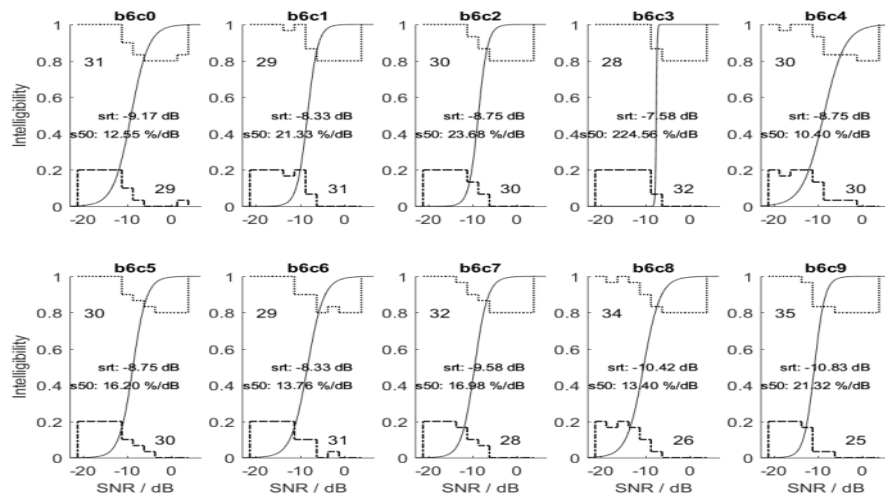 b6c0 b6c1 b6c2 b6c3 b6c4
1 1 1 1 1
31 29 30 28 30
0.8 0.8 0.8 0.8 0.8
Intelligibility
0.6 0.6 0.6 0.6 0.6
srt: -9.17 dB srt: -8.33 dB srt: -8.75 dB srt: -7.58 dB srt: -8.75 dB
s50: 12.55 %/dB s50: 21.33 %/dB s50: 23.68 %/dB s50: 224.56 %/dB s50: 10.40 %/dB
0.4 0.4 0.4 0.4 0.4
0.2 0.2 0.2 0.2 0.2
29 31 30 32 30
0 0 0 0 0
-20 -10 0 -20 -10 0 -20 -10 0 -20 -10 0 -20 -10 0
b6c5 b6c6 b6c7 b6c8 b6c9
1 1 1 1 1
30 29 32 34 35
0.8 0.8 0.8 0.8 0.8
Intelligibility
0.6 0.6 0.6 0.6 0.6
srt: -8.75 dB srt: -8.33 dB srt: -9.58 dB srt: -10.42 dB srt: -10.83 dB
s50: 16.20 %/dB s50: 13.76 %/dB s50: 16.98 %/dB s50: 13.40 %/dB s50: 21.32 %/dB
0.4 0.4 0.4 0.4 0.4
0.2 0.2 0.2 0.2 0.2
30 31 28 26 25
0 0 0 0 0
-20 -10 0 -20 -10 0 -20 -10 0 -20 -10 0 -20 -10 0
SNR / dB SNR / dB SNR / dB SNR / dB SNR / dB